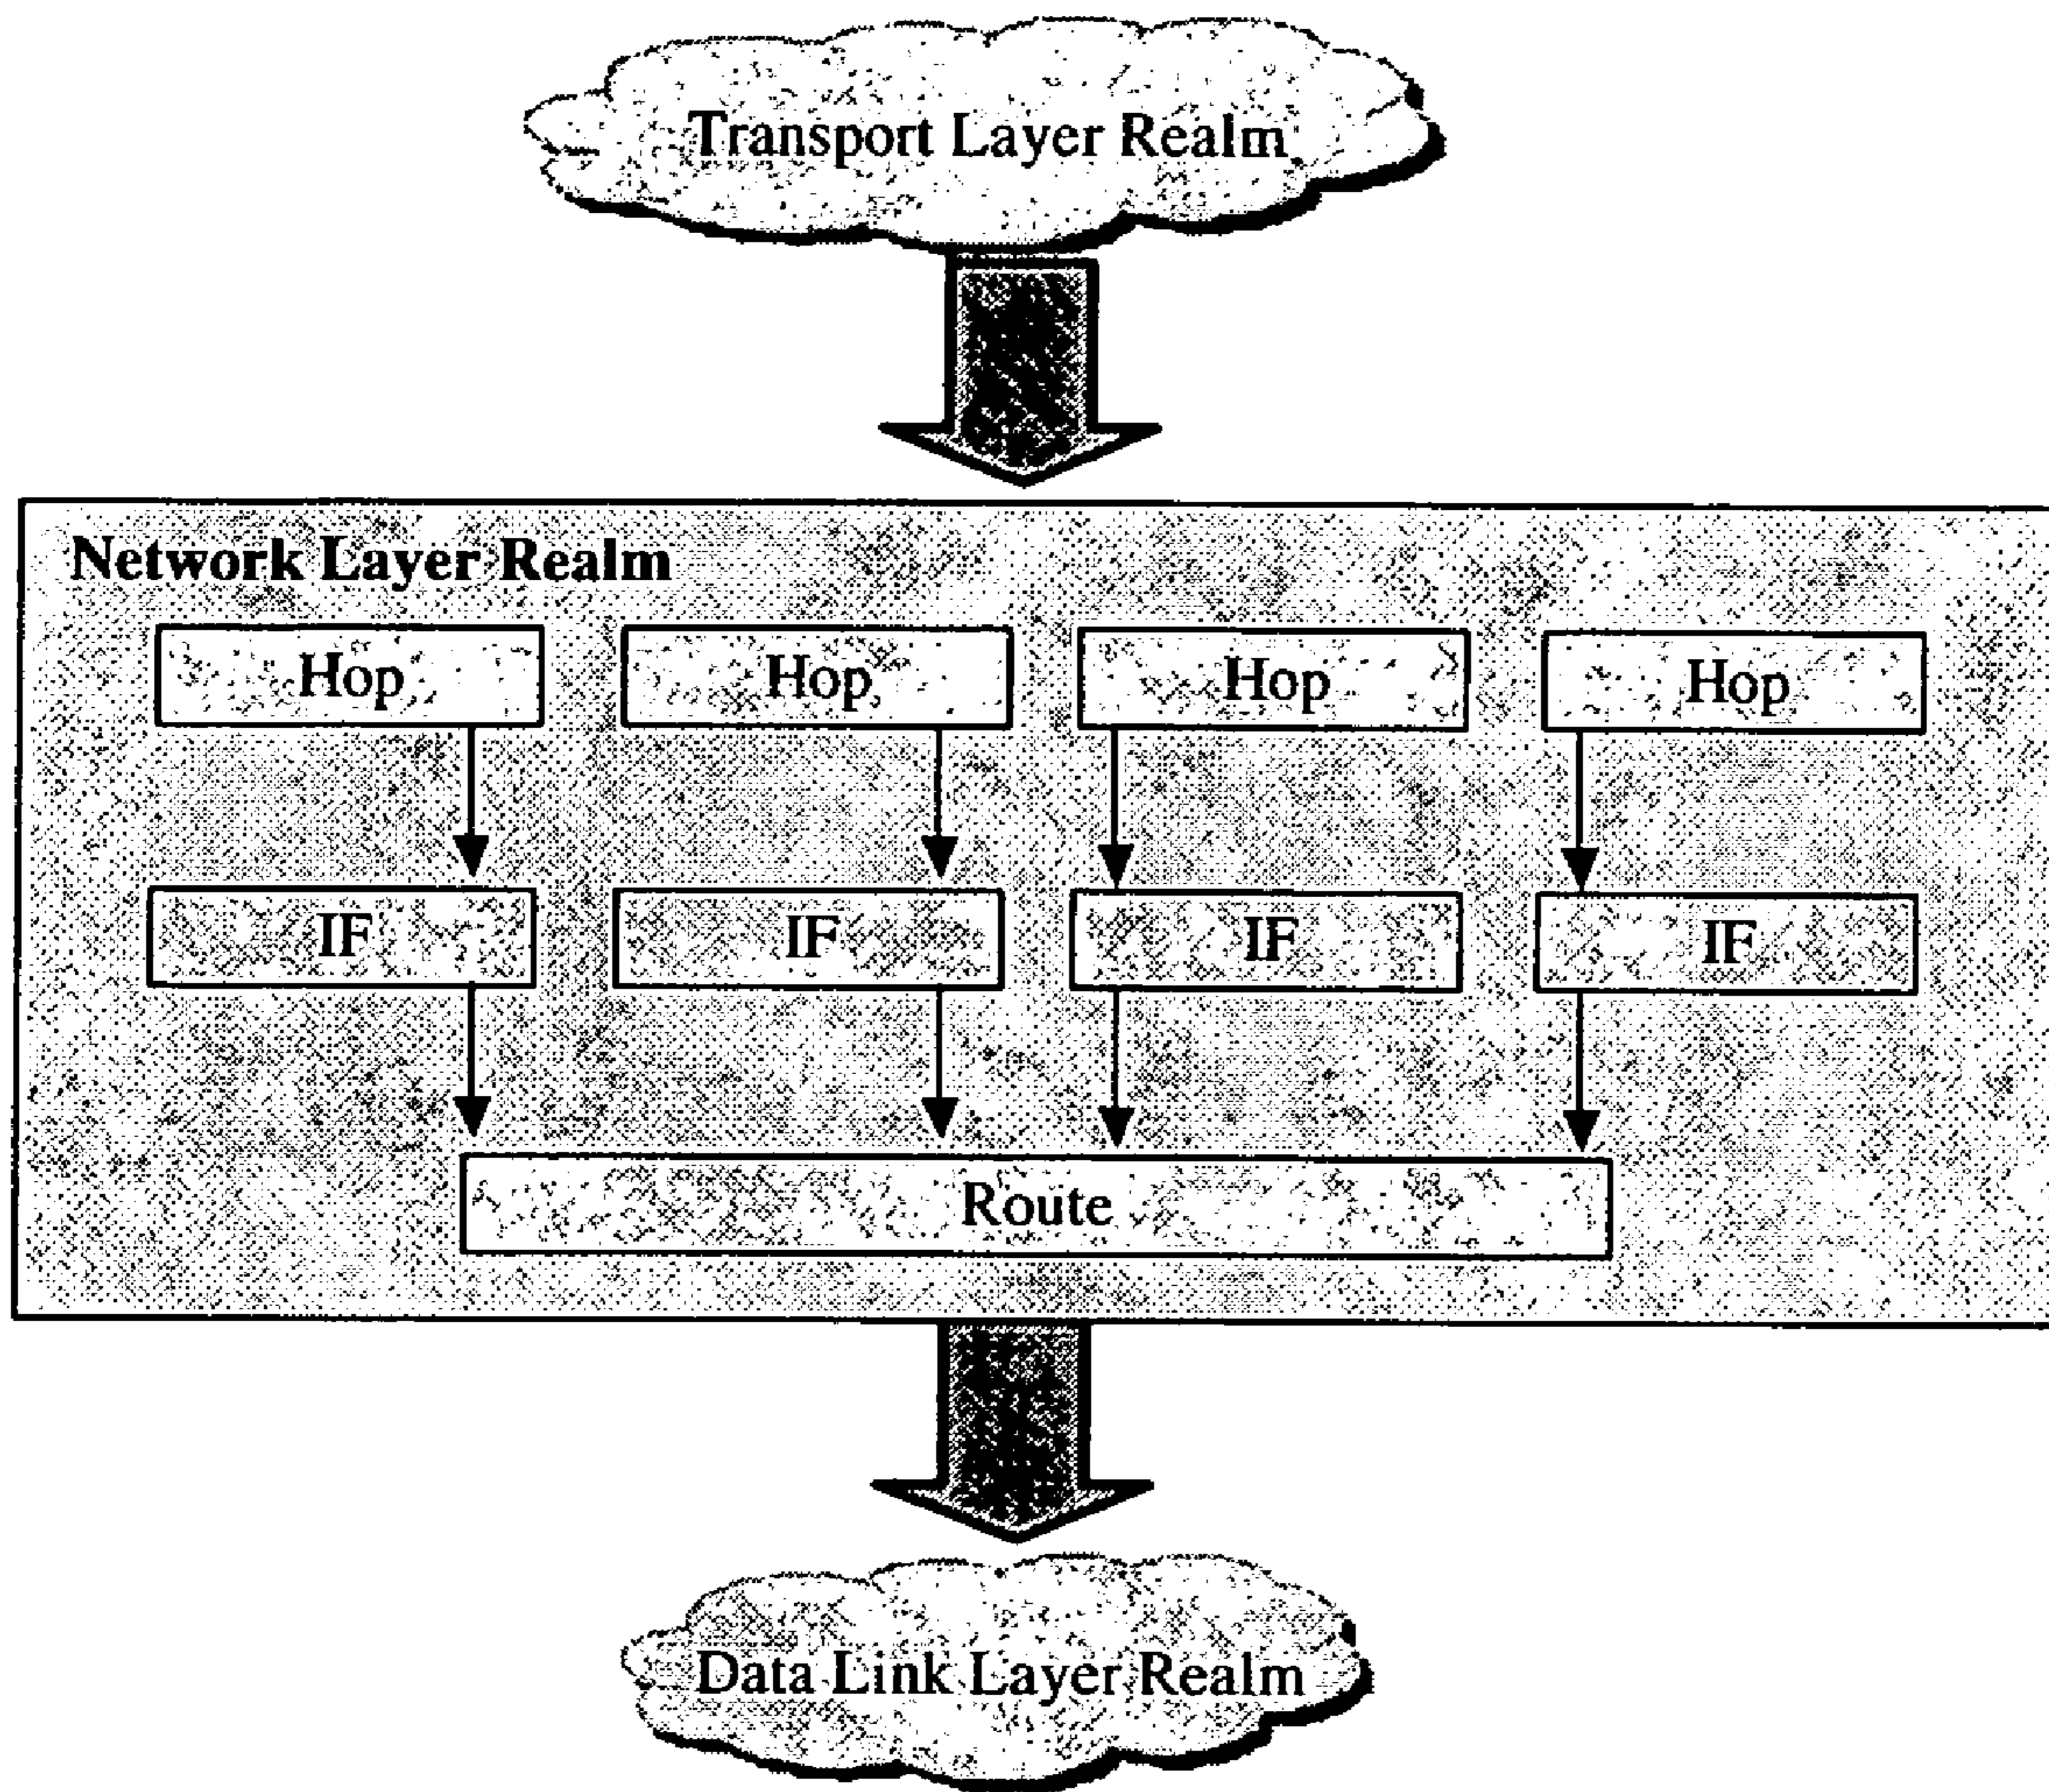 Transport Layer Realm
Network Layer Realm
Hop Hop Hop Hop
IF IF IF IF
Route
Data Link Layer Realm